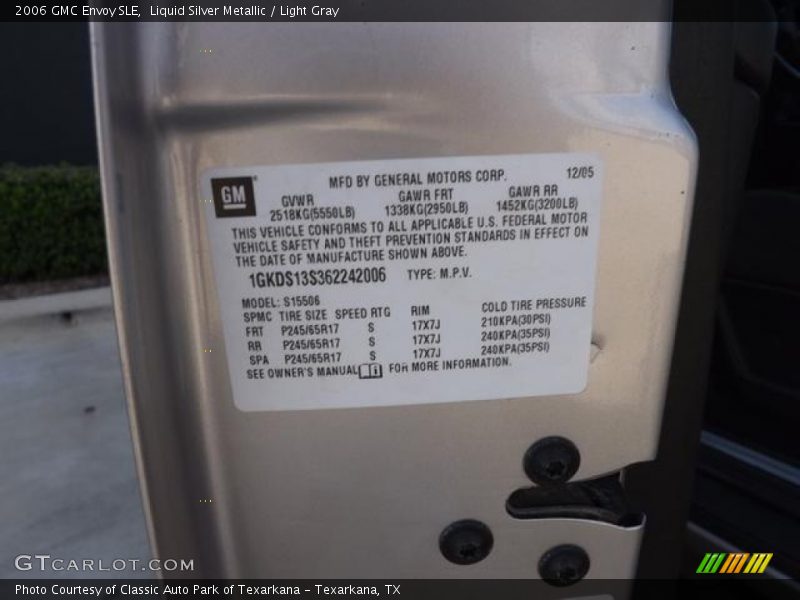 2006 GMC Envoy SLE,  Liquid Silver Metallic / Light Gray
GM
MFD BY GENERAL MOTORS CORP. 12/05
GVWR GAWR FRT GAWR RR
2518KG(5550LB) 1338KG(2950LB) 1452KG(3200LB)
THIS VEHICLE CONFORMS TO ALL APPLICABLE U.S. FEDERAL MOTOR
VEHICLE SAFETY AND THEFT PREVENTION STANDARDS IN EFFECT ON
THE DATE OF MANUFACTURE SHOWN ABOVE.
1GKDS13S362242006 TYPE: M.P.V.
MODEL: S15506
SPMC TIRE SIZE SPEED RTG RIM COLD TIRE PRESSURE
FRT P245/65R17 S 17X7J 210KPA(30PSI)
RR P245/65R17 S 17X7J 240KPA(35PSI)
SPA P245/65R17 S 17X7J 240KPA(35PSI)
SEE OWNER'S MANUAL FOR MORE INFORMATION.
GTCARLOT.COM
Photo Courtesy of Classic Auto Park of Texarkana - Texarkana, TX